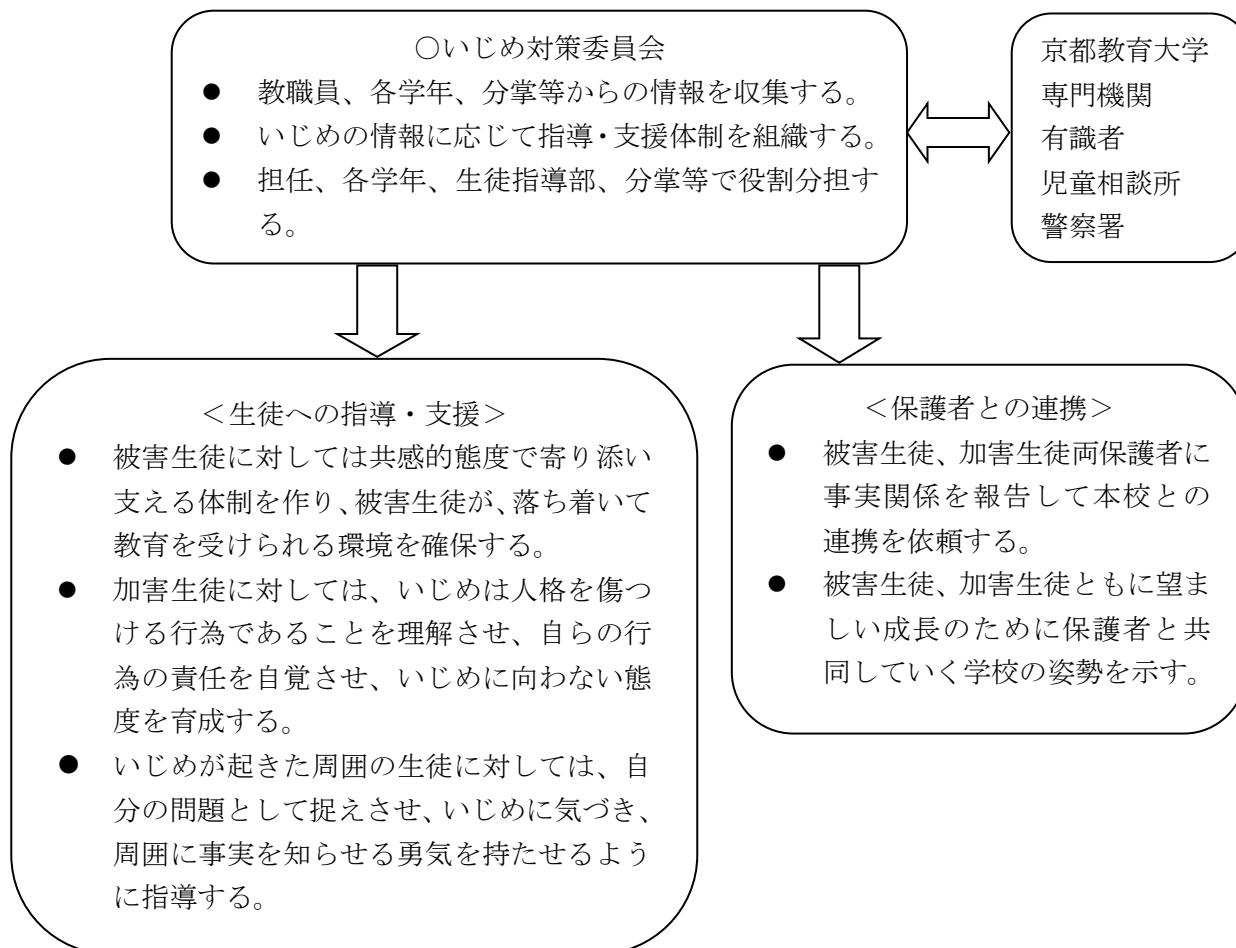 〇いじめ対策委員会
● 教職員、各学年、分掌等からの情報を収集する。
● いじめの情報に応じて指導・支援体制を組織する。
● 担任、各学年、生徒指導部、分掌等で役割分担す
る。
京都教育大学
専門機関
有識者
児童相談所
警察署
＜生徒への指導・支援＞
● 被害生徒に対しては共感的態度で寄り添い
支える体制を作り、被害生徒が、落ち着いて
教育を受けられる環境を確保する。
● 加害生徒に対しては、いじめは人格を傷つ
ける行為であることを理解させ、自らの行
為の責任を自覚させ、いじめに向わない態
度を育成する。
● いじめが起きた周囲の生徒に対しては、自
分の問題として捉えさせ、いじめに気づき、
周囲に事実を知らせる勇気を持たせるよう
に指導する。
＜保護者との連携＞
● 被害生徒、加害生徒両保護者に
事実関係を報告して本校との
連携を依頼する。
● 被害生徒、加害生徒ともに望ま
しい成長のために保護者と共
同していく学校の姿勢を示す。